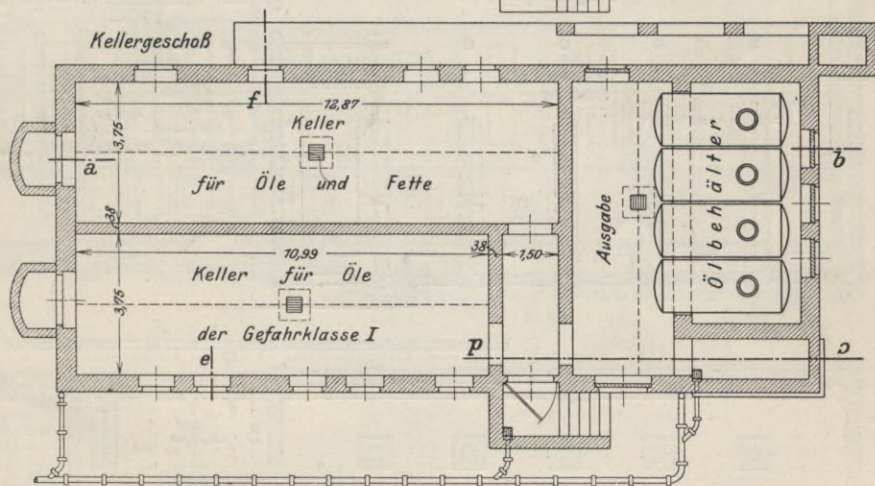 Kellergeschoß
f
12,87
3,75
Keller
a
für Öle und Fette
b
Ausgabe
Ölbehälter
38
10,99
38
1,50
3,75
Keller für Öle
der Gefahrklasse I
e
d
c